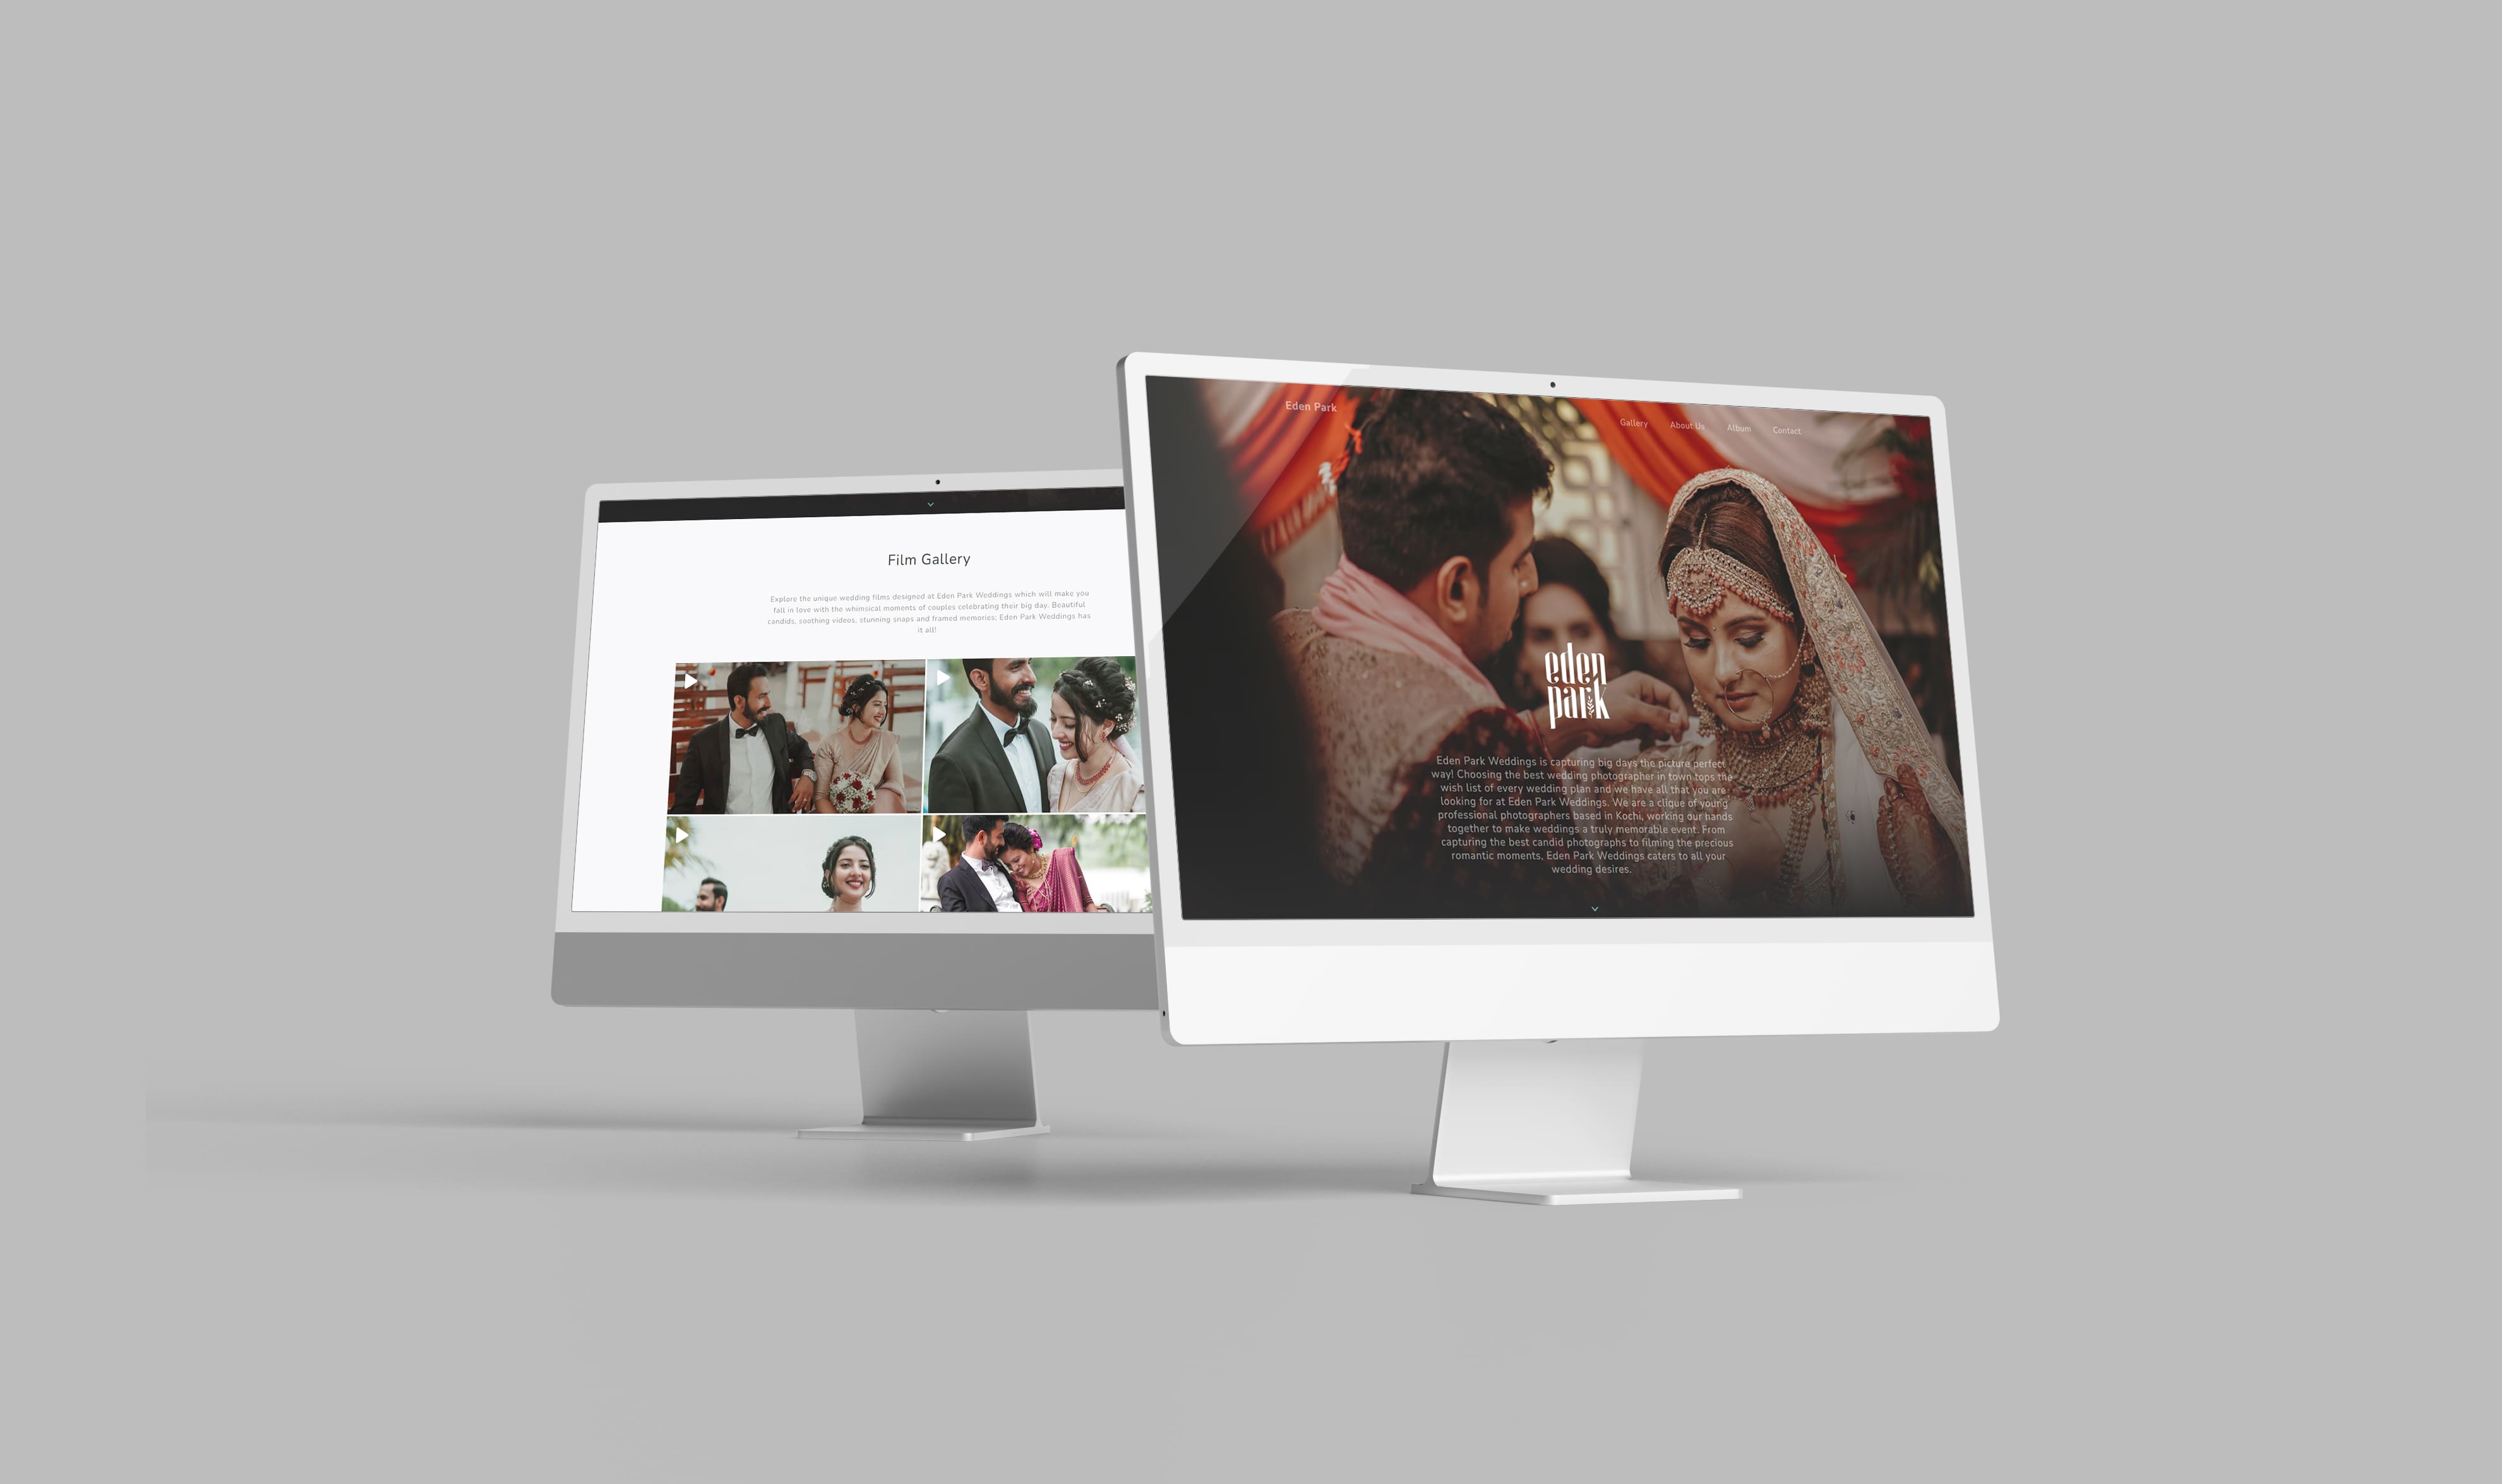 Film Gallery
Explore the unique wedding films designed at Eden Park Weddings which will make you
fall in love with the whimsical moments of couples celebrating their big day. Beautiful
candids, soothing videos, stunning snaps and framed memories; Eden Park Weddings has
it all!
Eden Park
Gallery About Us Album Contact
eden
park
Eden Park Weddings is capturing big days the picture perfect
way! Choosing the best wedding photographer in town tops the
wish list of every wedding plan and we have all that you are
looking for at Eden Park Weddings. We are a clique of young
professional photographers based in Kochi, working our hands
together to make weddings a truly memorable event. From
capturing the best candid photographs to filming the precious
romantic moments, Eden Park Weddings caters to all your
wedding desires.